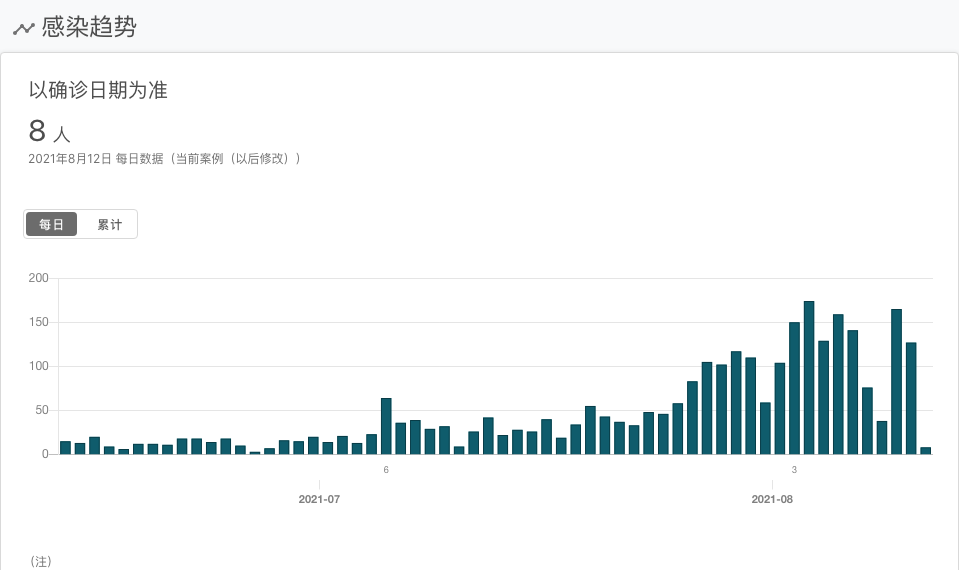 感染趋势
以确诊日期为准
8 人
2021年8月12日 每日数据（当前案例（以后修改））
每日 累计
200
150
100
50
0
6 3
2021-07 2021-08
（注）